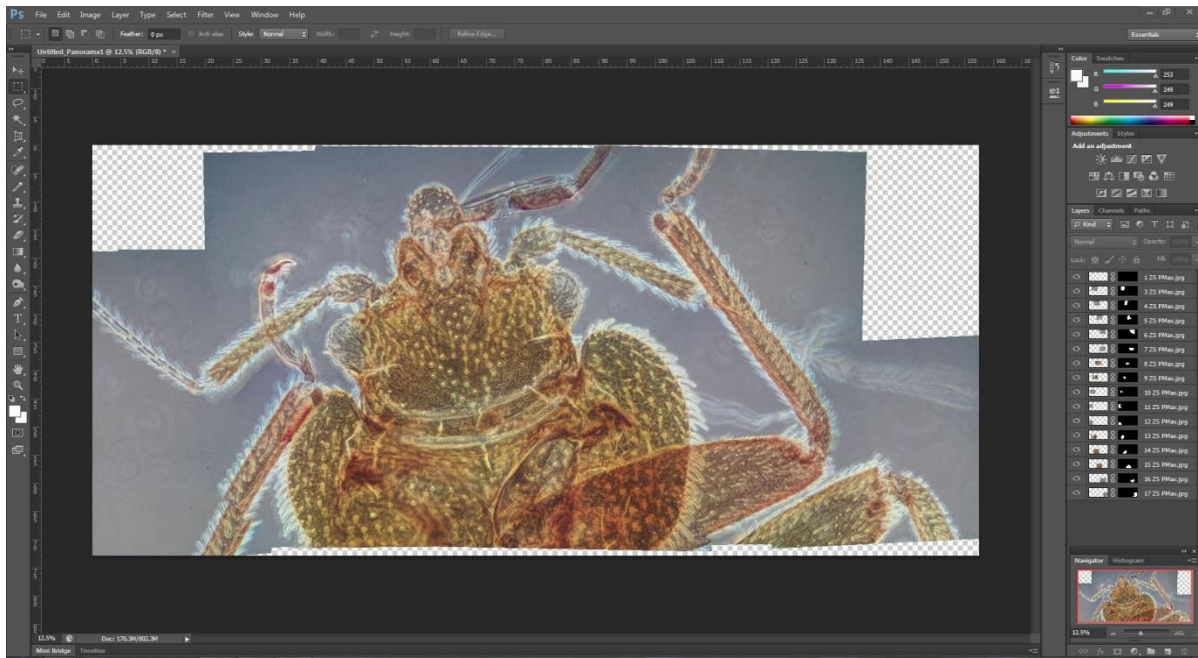 Ps File Edit Image Layer Type Select Filter View Window Help
Feather: 0 px Anti-alias Style: Normal Width: Height: Refine Edge... Essentials
Untitled_Panorama1 @ 12.5% (RGB/8) * ×
Color Swatches
R 253
G 249
B 249
Adjustments Styles
Add an adjustment
Layers Channels Paths
Kind
Normal Opacity: 100%
Lock: Fill: 100%
1 ZS PMax.jpg
3 ZS PMax.jpg
4 ZS PMax.jpg
5 ZS PMax.jpg
6 ZS PMax.jpg
7 ZS PMax.jpg
8 ZS PMax.jpg
9 ZS PMax.jpg
10 ZS PMax.jpg
11 ZS PMax.jpg
12 ZS PMax.jpg
13 ZS PMax.jpg
14 ZS PMax.jpg
15 ZS PMax.jpg
16 ZS PMax.jpg
17 ZS PMax.jpg
Navigator Histogram
12.5%
12.5% Doc: 170.3M/802.3M
Mini Bridge Timeline